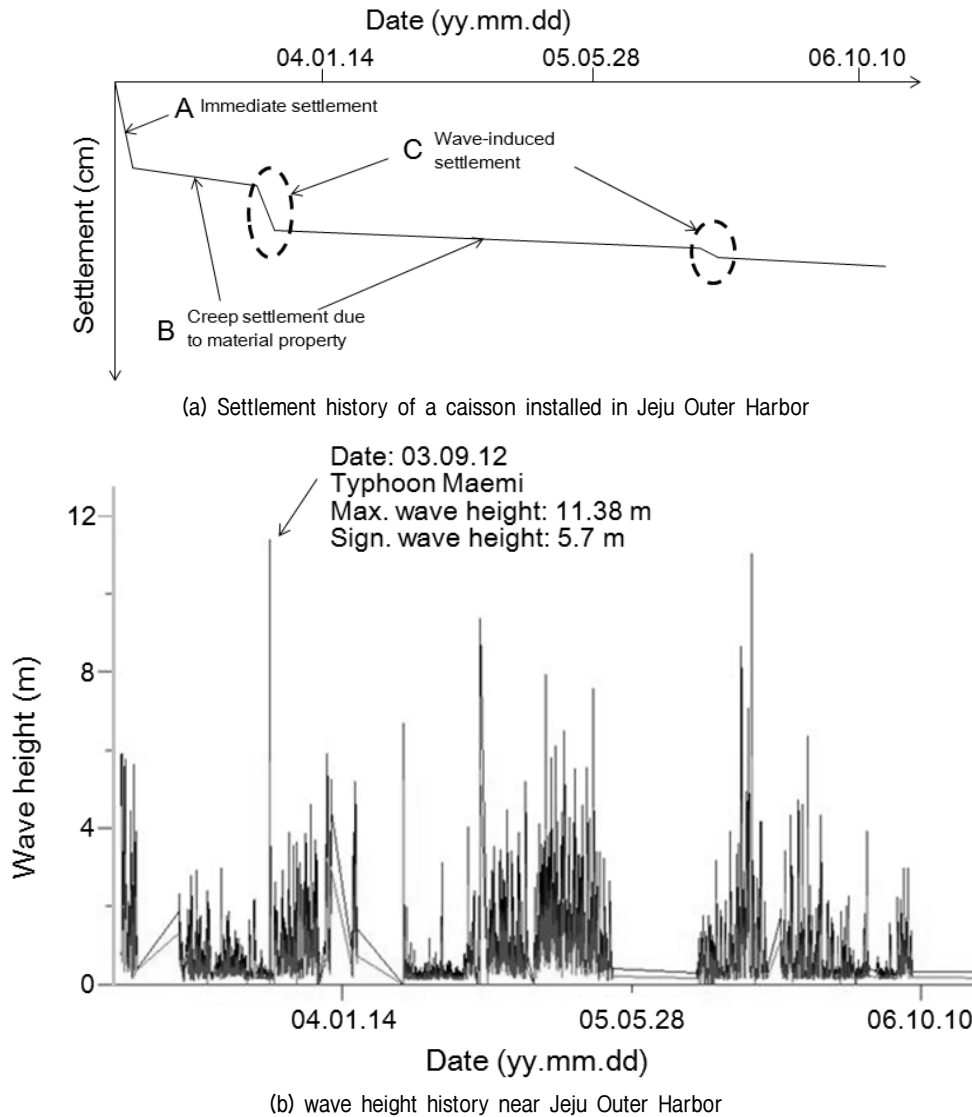 Date (yy.mm.dd)
04.01.14 05.05.28 06.10.10
A Immediate settlement
C Wave-induced
settlement
Settlement (cm)
B Creep settlement due
to material property
(a) Settlement history of a caisson installed in Jeju Outer Harbor
Date: 03.09.12
Typhoon Maemi
Max. wave height: 11.38 m
Sign. wave height: 5.7 m
12
8
4
0
Wave height (m)
04.01.14 05.05.28 06.10.10
Date (yy.mm.dd)
(b) wave height history near Jeju Outer Harbor